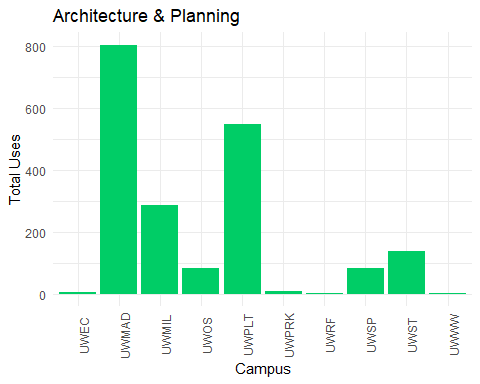 Architecture & Planning
Total Uses
800
600
400
200
0
UWEC
UWMAD
UWMIL
UWOS
UWPLT
UWPRK
UWRF
UWSP
UWST
UWWW
Campus